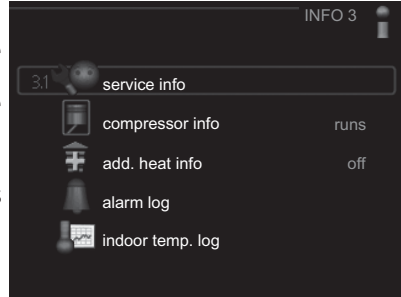 INFO 3
3.1 service info
compressor info runs
add. heat info off
alarm log
indoor temp. log